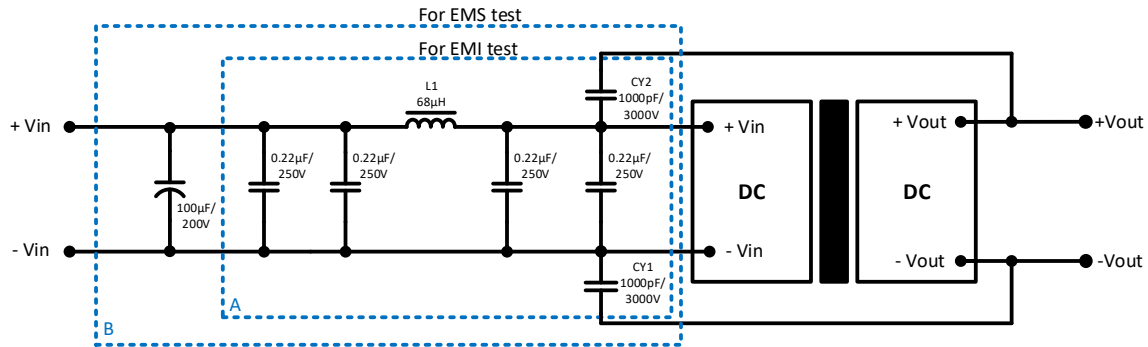 For EMS test
For EMI test
L1
68µH
CY2
1000pF/
3000V
+ Vin
+ Vin
+ Vout
+Vout
0.22µF/
250V
0.22µF/
250V
0.22µF/
250V
0.22µF/
250V
100µF/
200V
DC
DC
- Vin
- Vin
- Vout
-Vout
CY1
1000pF/
3000V
A
B